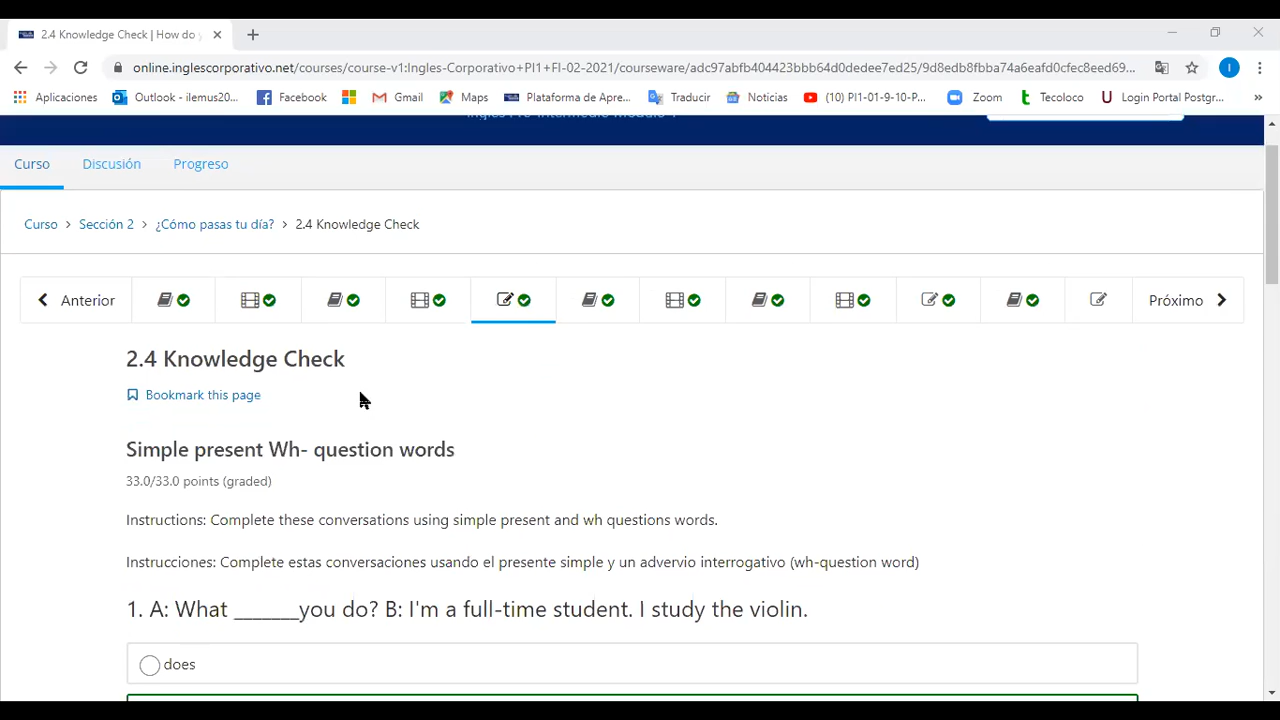 2.4 Knowledge Check | How do y
online.inglescorporativo.net/courses/course-v1:Ingles-Corporativo+PI1+FI-02-2021/courseware/adc97abfb404423bbb64d0dedee7ed25/9d8edb8fbba74a6eafd0cfec8eed69...
I
Aplicaciones
Outlook - ilemus20...
Facebook
Gmail
Maps
Plataforma de Apre...
Traducir
Noticias
(10) PI1-01-9-10-P...
Zoom
Tecoloco
Login Portal Postgr...
»
Curso
Discusión
Progreso
Curso > Sección 2 > ¿Cómo pasas tu día? > 2.4 Knowledge Check
Anterior
Próximo
2.4 Knowledge Check
Bookmark this page
Simple present Wh- question words
33.0/33.0 points (graded)
Instructions: Complete these conversations using simple present and wh questions words.
Instrucciones: Complete estas conversaciones usando el presente simple y un advervio interrogativo (wh-question word)
1. A: What _______you do? B: I'm a full-time student. I study the violin.
does